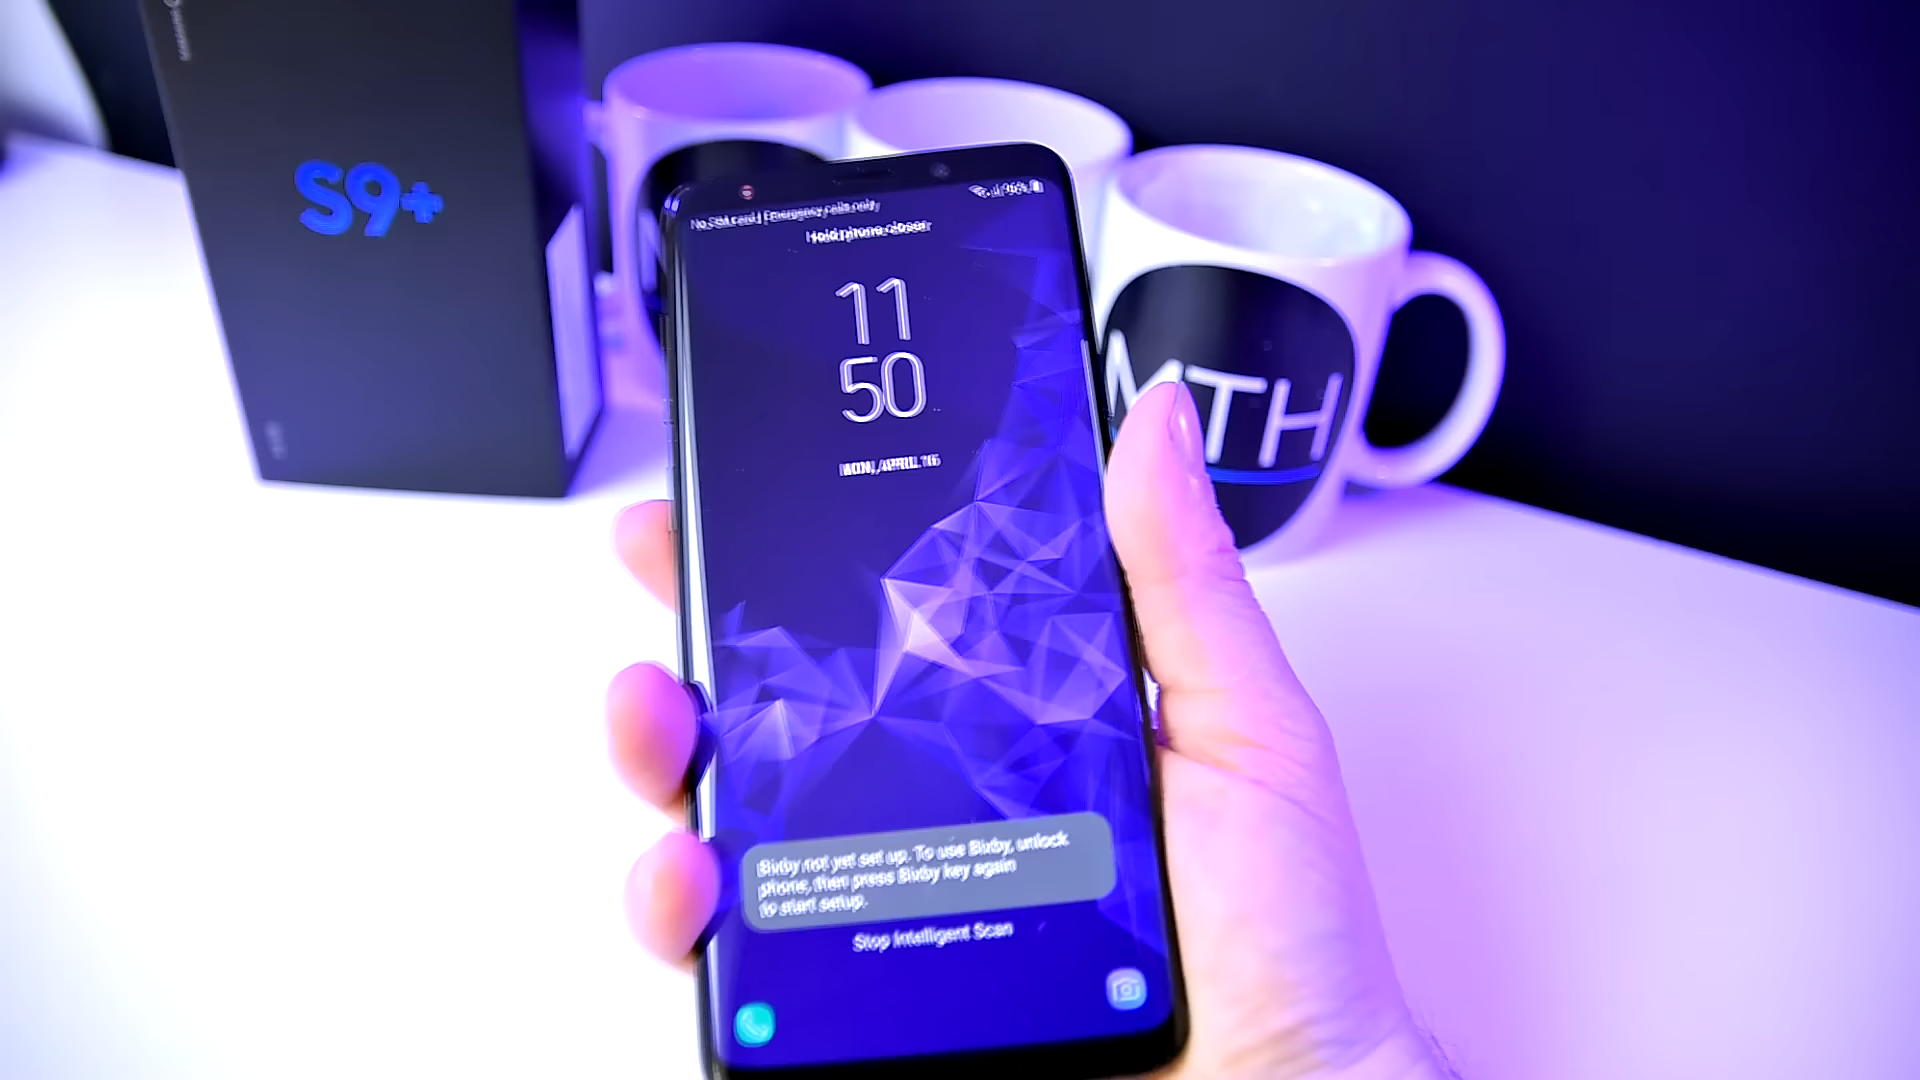 S9+
No SIM card | Emergency calls only
96%
Hold phone closer
11
50
MON, APRIL 16
MTH
Bixby not yet set up. To use Bixby, unlock
phone, then press Bixby key again
to start setup.
Stop Intelligent Scan